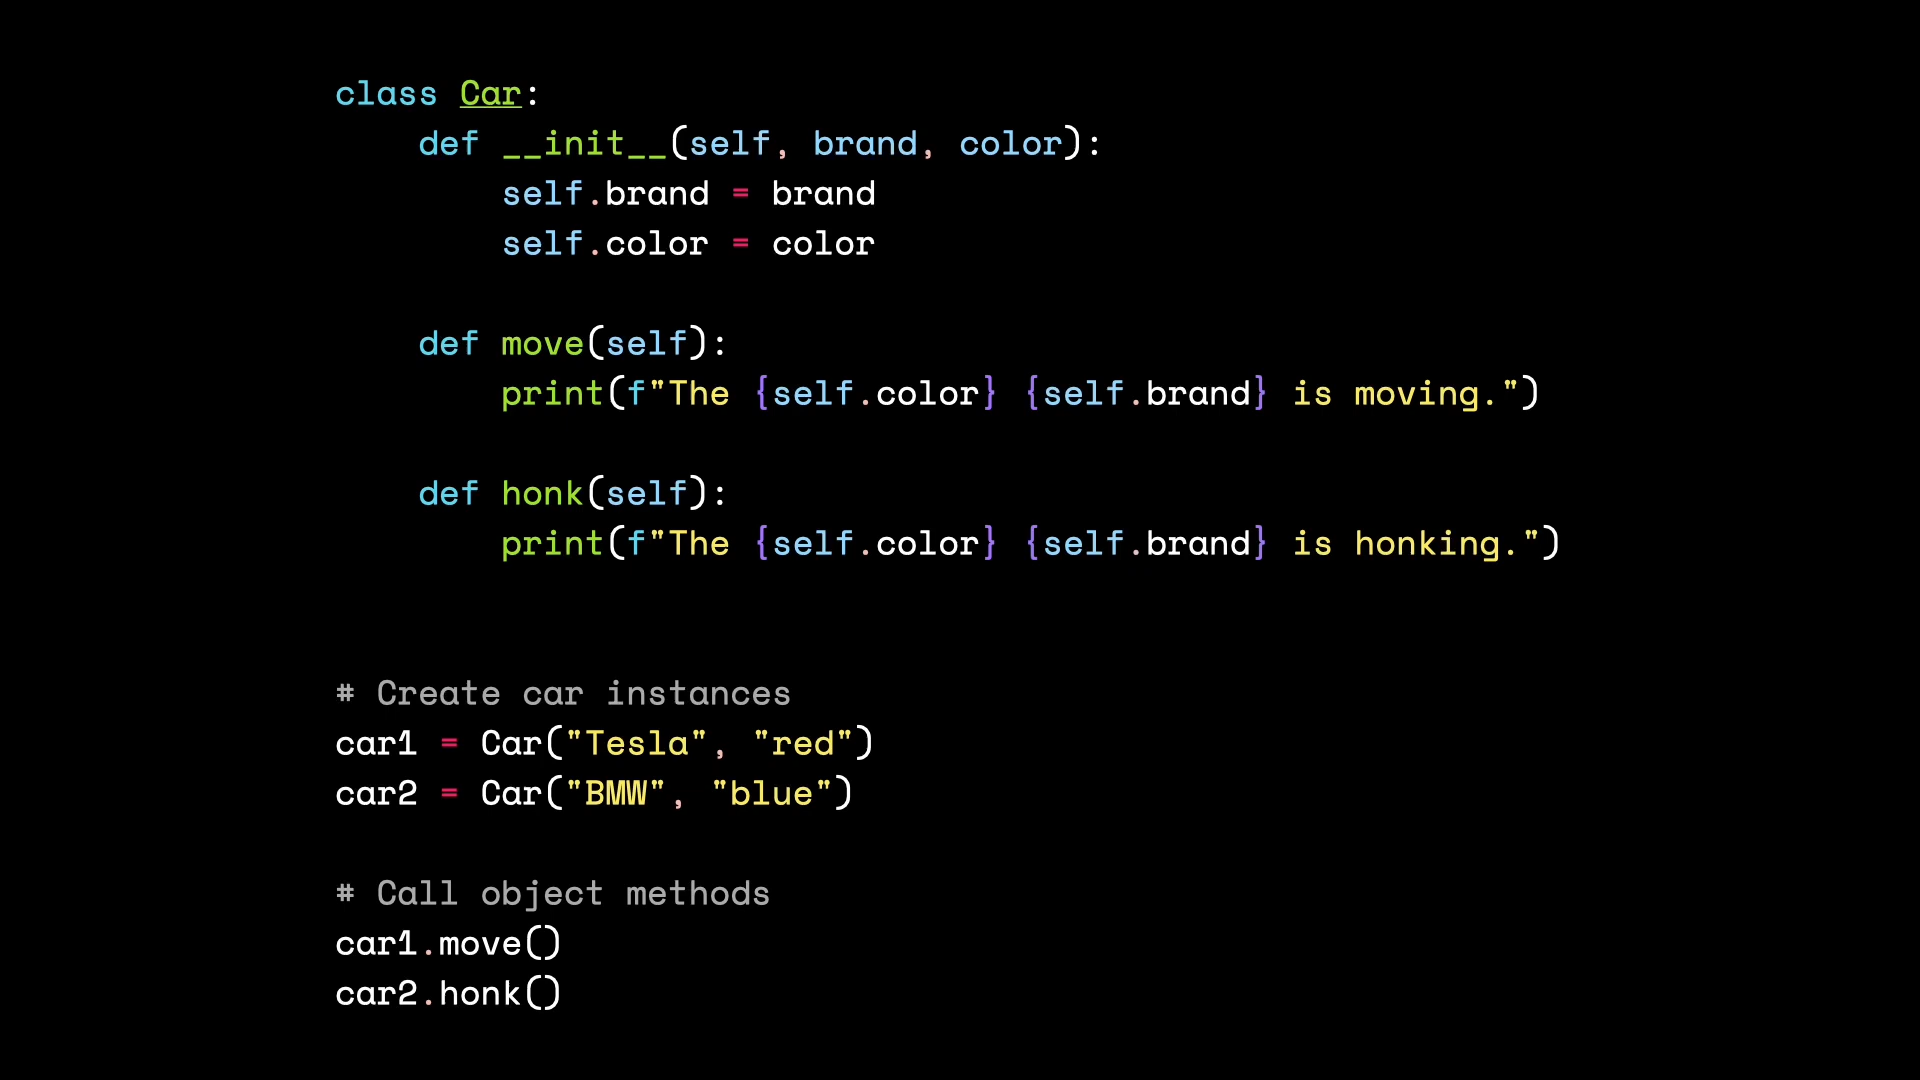 class Car:
    def __init__(self, brand, color):
        self.brand = brand
        self.color = color

    def move(self):
        print(f"The {self.color} {self.brand} is moving.")

    def honk(self):
        print(f"The {self.color} {self.brand} is honking.")


# Create car instances
car1 = Car("Tesla", "red")
car2 = Car("BMW", "blue")

# Call object methods
car1.move()
car2.honk()